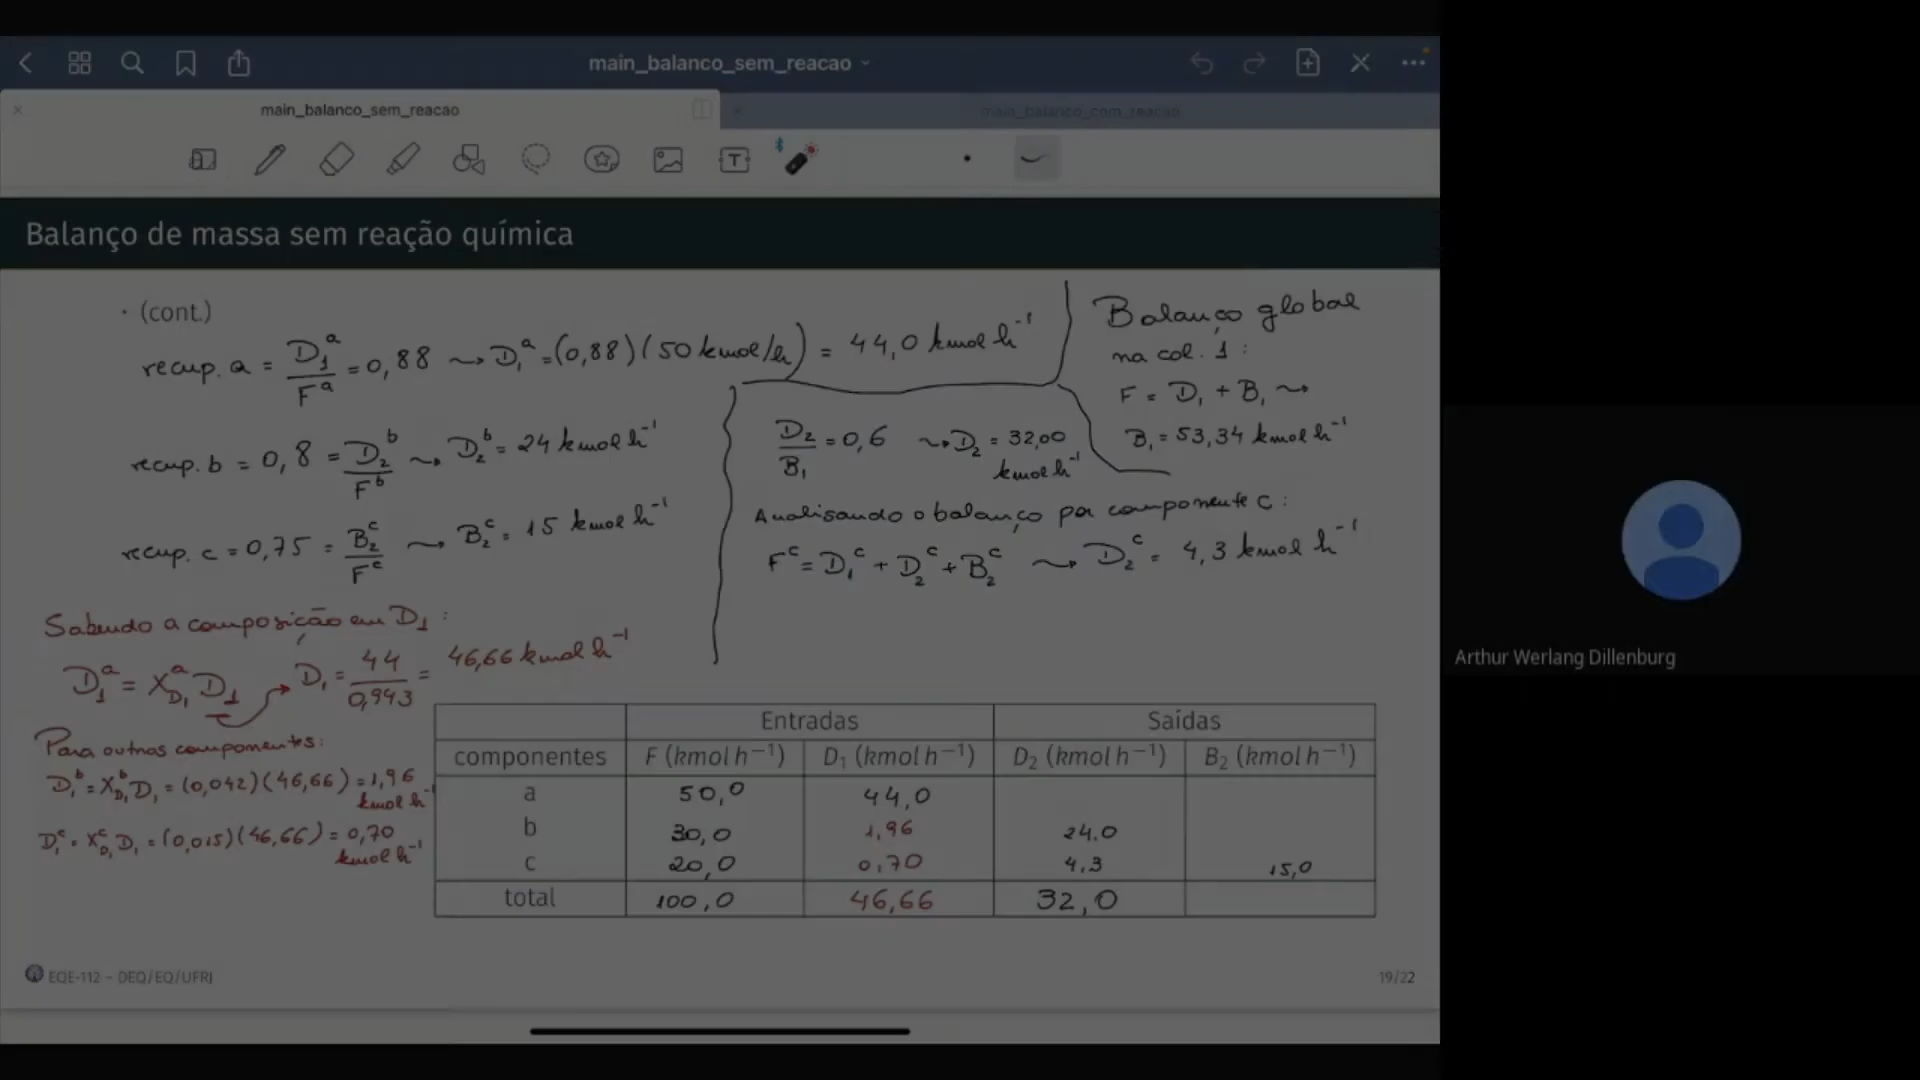 main_balanco_sem_reacao
main_balanco_sem_reacao
main_balanco_com_reacao
Balanço de massa sem reação química
· (cont.)
recup. a = D₁ᵃ/Fᵃ = 0,88 ⤳ D₁ᵃ = (0,88)(50 kmol/h) = 44,0 kmol h⁻¹
recup. b = 0,8 = D₂ᵇ/Fᵇ ⤳ D₂ᵇ = 24 kmol h⁻¹
recup. c = 0,75 = B₂ᶜ/Fᶜ ⤳ B₂ᶜ = 15 kmol h⁻¹
Balanço global
na col. 1:
F = D₁ + B₁ ⤳
B₁ = 53,34 kmol h⁻¹
D₂/B₁ = 0,6 ⤳ D₂ = 32,00
kmol h⁻¹
Analisando o balanço por componente c:
Fᶜ = D₁ᶜ + D₂ᶜ + B₂ᶜ ⤳ D₂ᶜ = 4,3 kmol h⁻¹
Sabendo a composição em D₁:
D₁ᵃ = X_D₁ᵃ D₁ → D₁ = 44/0,943 = 46,66 kmol h⁻¹
Para outros componentes:
D₁ᵇ = X_D₁ᵇ D₁ = (0,042)(46,66) = 1,96
kmol h⁻¹
D₁ᶜ = X_D₁ᶜ D₁ = (0,015)(46,66) = 0,70
kmol h⁻¹
Entradas Saídas
componentes F (kmol h⁻¹) D₁ (kmol h⁻¹) D₂ (kmol h⁻¹) B₂ (kmol h⁻¹)
a 50,0 44,0
b 30,0 1,96 24,0
c 20,0 0,70 4,3 15,0
total 100,0 46,66 32,0
EQE-112 – DEQ/EQ/UFRJ
19/22
Arthur Werlang Dillenburg